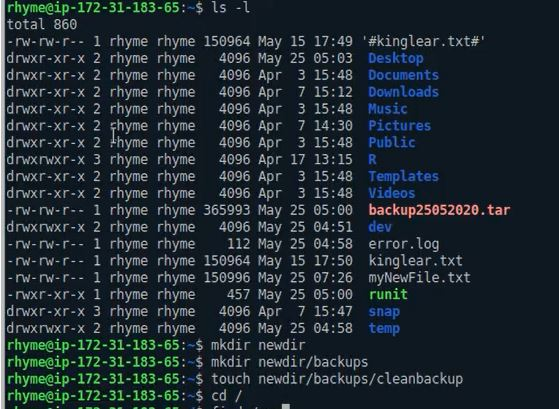 rhyme@ip-172-31-183-65:~$ ls -l
total 860
-rw-rw-r-- 1 rhyme rhyme 150964 May 15 17:49 '#kinglear.txt#'
drwxr-xr-x 2 rhyme rhyme 4096 May 25 05:03 Desktop
drwxr-xr-x 2 rhyme rhyme 4096 Apr 3 15:48 Documents
drwxr-xr-x 2 rhyme rhyme 4096 Apr 7 15:12 Downloads
drwxr-xr-x 2 rhyme rhyme 4096 Apr 3 15:48 Music
drwxr-xr-x 2 rhyme rhyme 4096 Apr 7 14:30 Pictures
drwxr-xr-x 2 rhyme rhyme 4096 Apr 3 15:48 Public
drwxrwxr-x 3 rhyme rhyme 4096 Apr 17 13:15 R
drwxr-xr-x 2 rhyme rhyme 4096 Apr 3 15:48 Templates
drwxr-xr-x 2 rhyme rhyme 4096 Apr 3 15:48 Videos
-rw-rw-r-- 1 rhyme rhyme 365993 May 25 05:00 backup25052020.tar
drwxrwxr-x 2 rhyme rhyme 4096 May 25 04:51 dev
-rw-rw-r-- 1 rhyme rhyme 112 May 25 04:58 error.log
-rw-rw-r-- 1 rhyme rhyme 150964 May 15 17:50 kinglear.txt
-rw-rw-r-- 1 rhyme rhyme 150996 May 25 07:26 myNewFile.txt
-rwxr-xr-x 1 rhyme rhyme 457 May 25 05:00 runit
drwxr-xr-x 3 rhyme rhyme 4096 Apr 7 15:47 snap
drwxrwxr-x 2 rhyme rhyme 4096 May 25 04:58 temp
rhyme@ip-172-31-183-65:~$ mkdir newdir
rhyme@ip-172-31-183-65:~$ mkdir newdir/backups
rhyme@ip-172-31-183-65:~$ touch newdir/backups/cleanbackup
rhyme@ip-172-31-183-65:~$ cd /